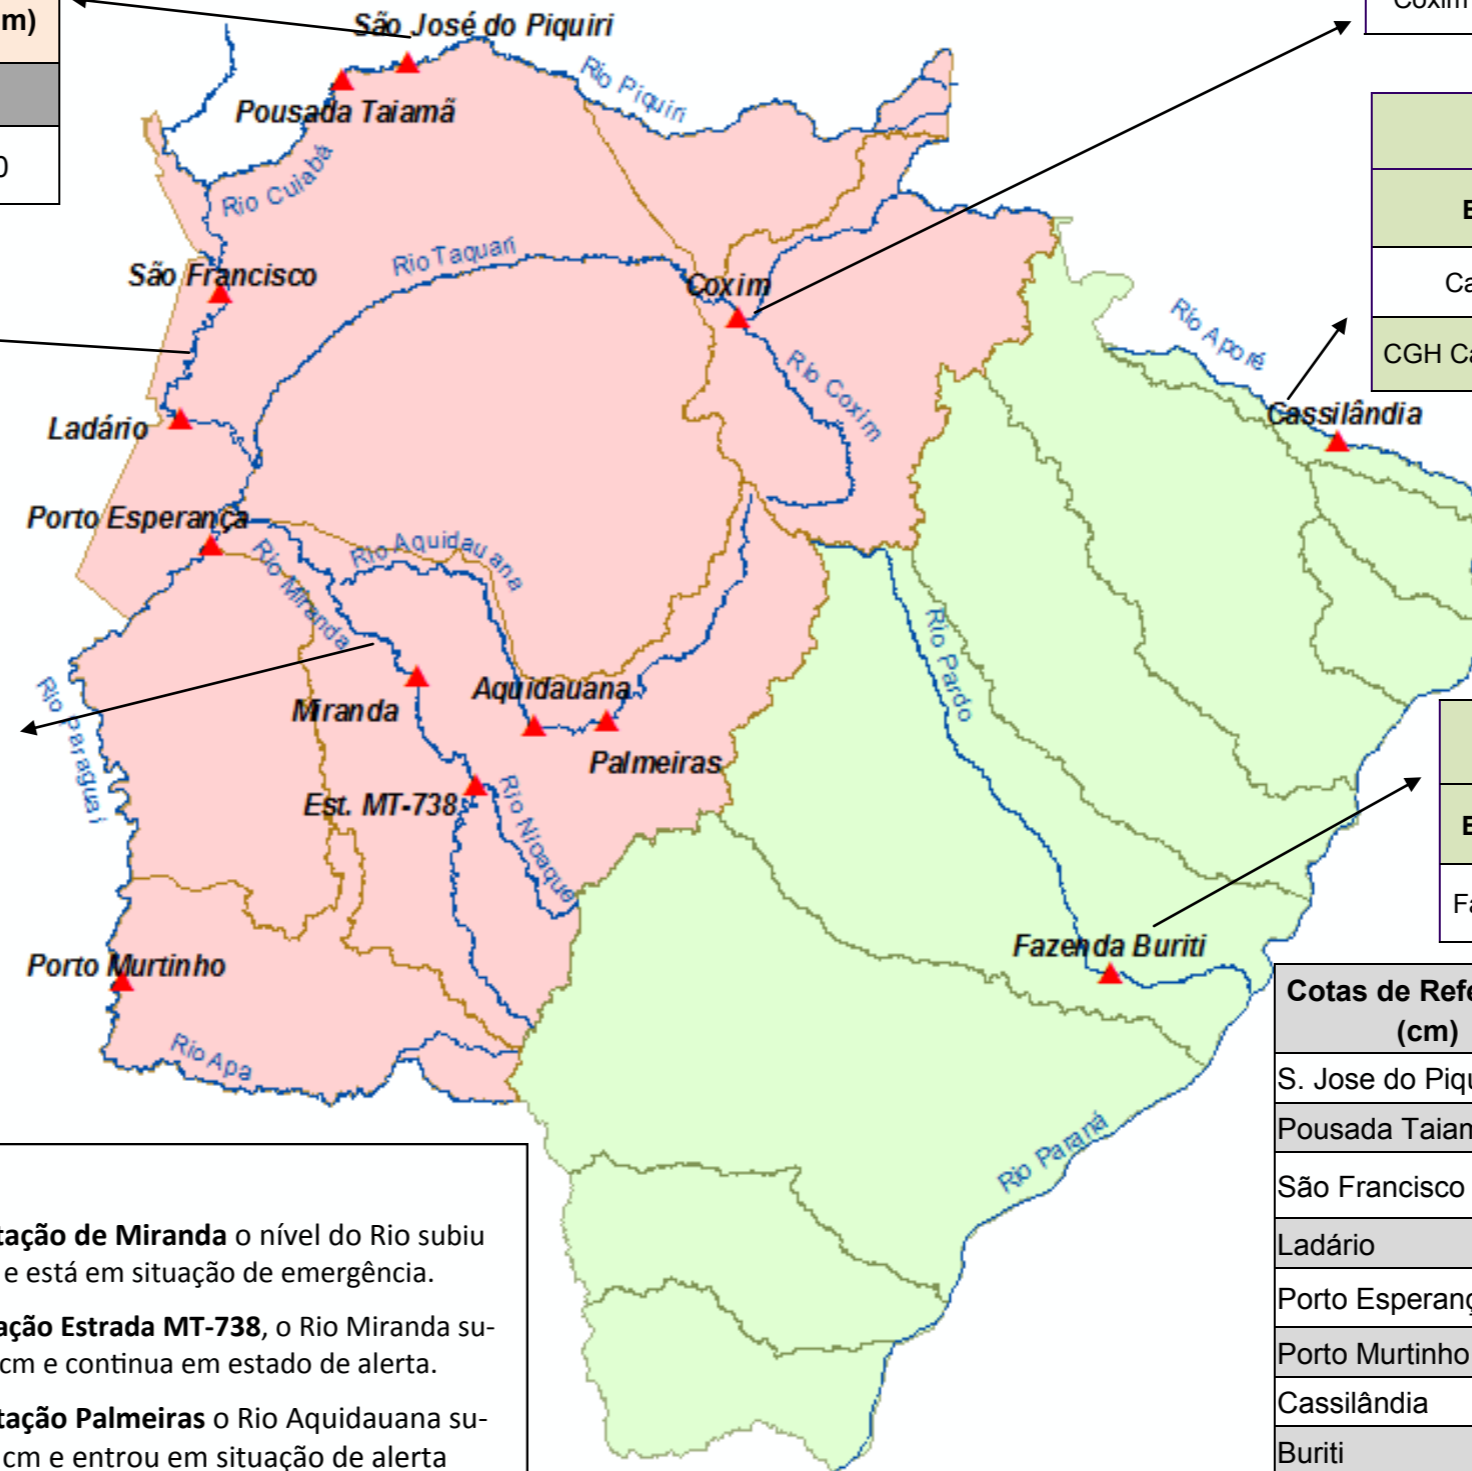 m)
0
São José do Piquiri
Pousada Taiamã
Rio Piquiri
Rio Cuiabá
São Francisco
Rio Taquari
Coxim
Rio Coxim
Ladário
Porto Esperança
Rio Miranda
Rio Aquidauana
Rio Paraguai
Miranda
Aquidauana
Palmeiras
Est. MT-738
Rio Nioaque
Porto Murtinho
Rio Apa
Rio Aporé
Cassilândia
Rio Pardo
Fazenda Buriti
Rio Paraná
Coxim
E
Ca
CGH Ca
E
Fa
Cotas de Refe
(cm)
S. Jose do Piqu
Pousada Taiam
São Francisco
Ladário
Porto Esperanç
Porto Murtinho
Cassilândia
Buriti
tação de Miranda o nível do Rio subiu
e está em situação de emergência.
ação Estrada MT-738, o Rio Miranda su-
cm e continua em estado de alerta.
tação Palmeiras o Rio Aquidauana su-
cm e entrou em situação de alerta